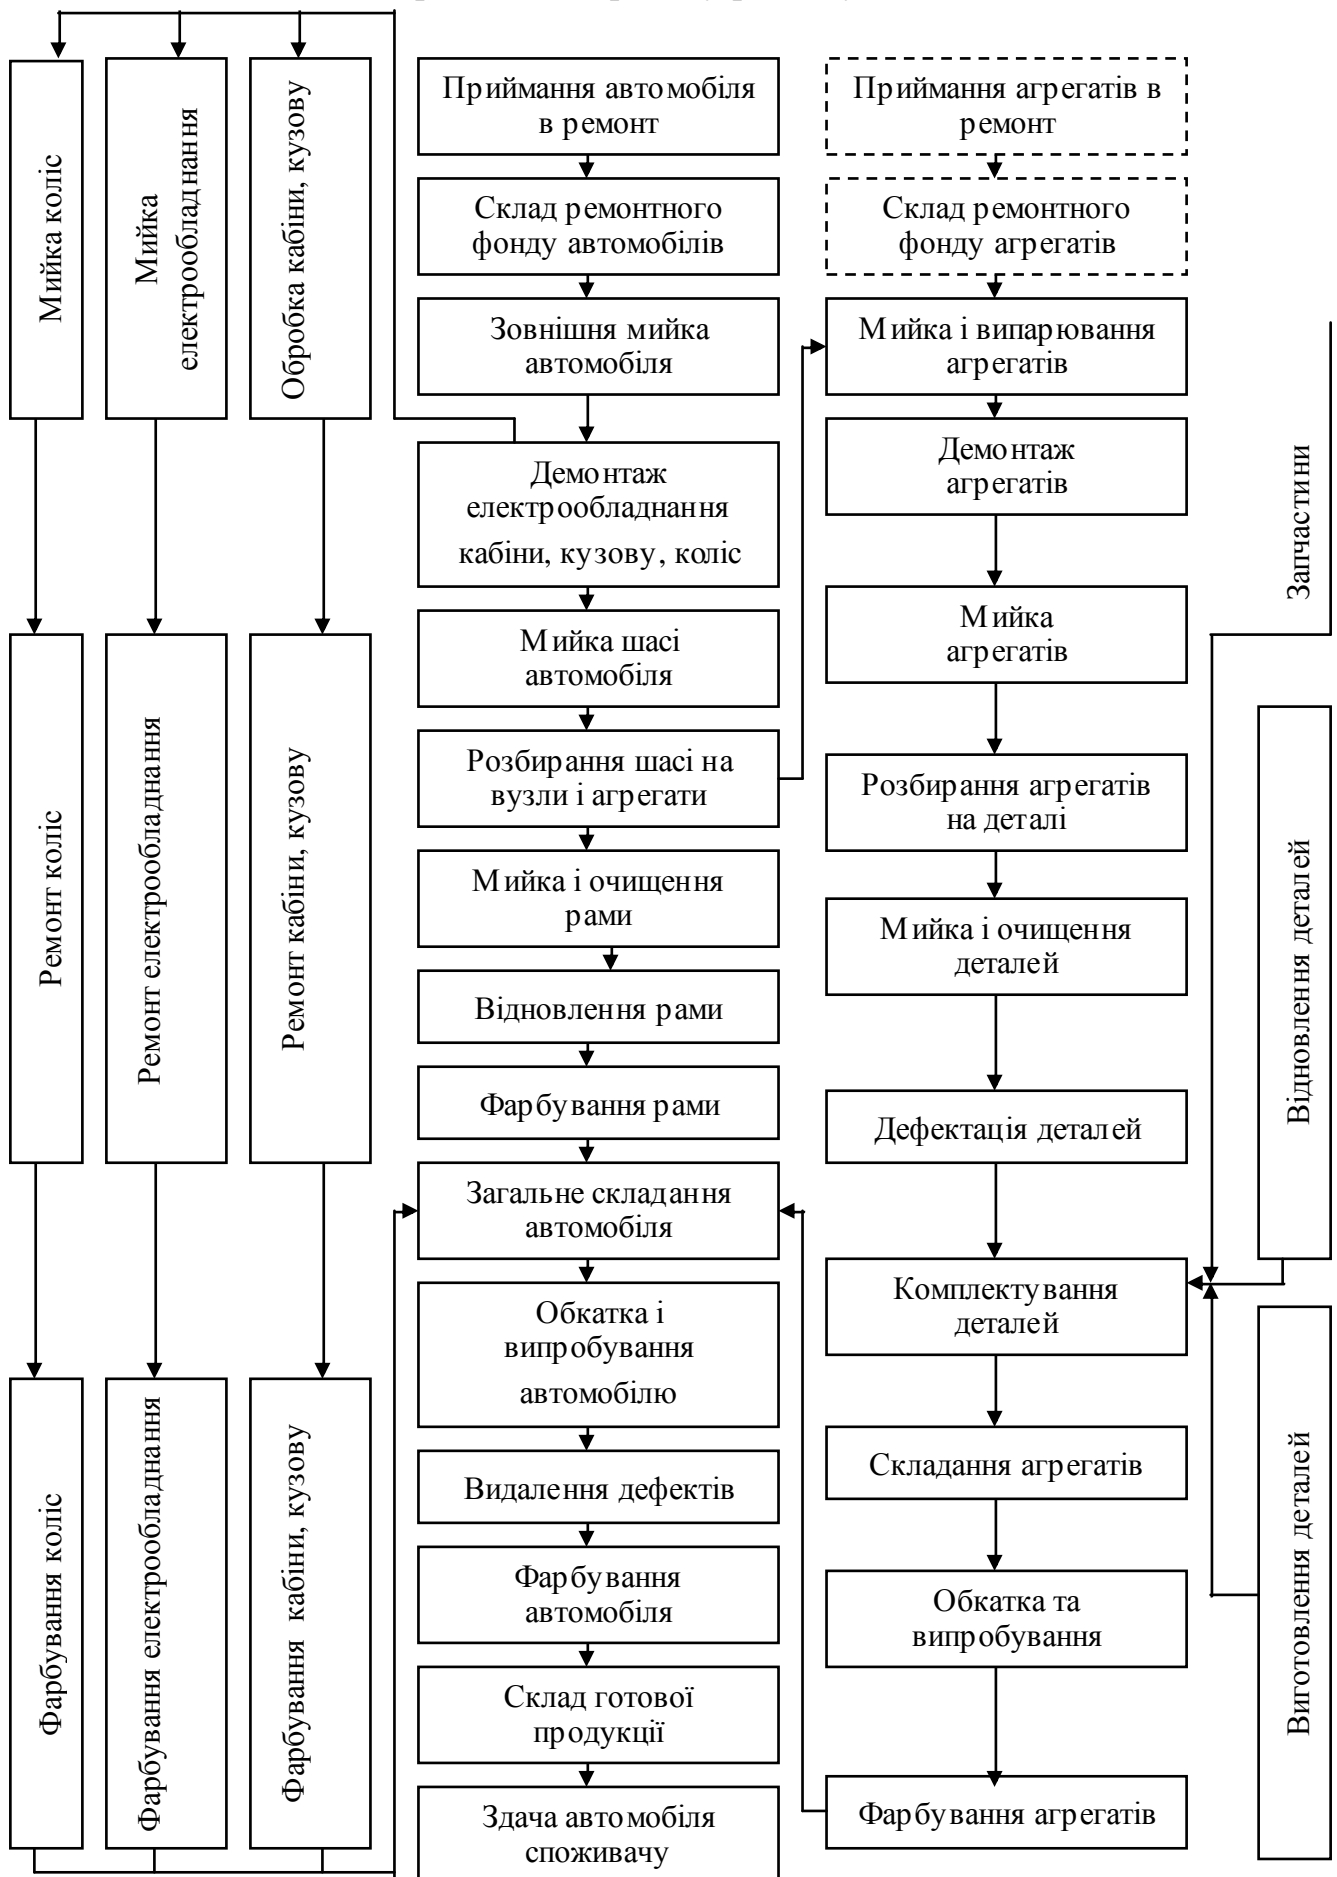 Мийка коліс
Мийка
електрообладнання
Обробка кабіни, кузову
Ремонт коліс
Ремонт електрообладнання
Ремонт кабіни, кузову
Фарбування коліс
Фарбування електрообладнання
Фарбування кабіни, кузову
Приймання автомобіля
в ремонт
Склад ремонтного
фонду автомобілів
Зовнішня мийка
автомобіля
Демонтаж
електрообладнання
кабіни, кузову, коліс
Мийка шасі
автомобіля
Розбирання шасі на
вузли і агрегати
Мийка і очищення
рами
Відновлення рами
Фарбування рами
Загальне складання
автомобіля
Обкатка і
випробування
автомобілю
Видалення дефектів
Фарбування
автомобіля
Склад готової
продукції
Здача автомобіля
споживачу
Приймання агрегатів в
ремонт
Склад ремонтного
фонду агрегатів
Мийка і випарювання
агрегатів
Демонтаж
агрегатів
Мийка
агрегатів
Розбирання агрегатів
на деталі
Мийка і очищення
деталей
Дефектація деталей
Комплектування
деталей
Складання агрегатів
Обкатка та
випробування
Фарбування агрегатів
Запчастини
Відновлення деталей
Виготовлення деталей